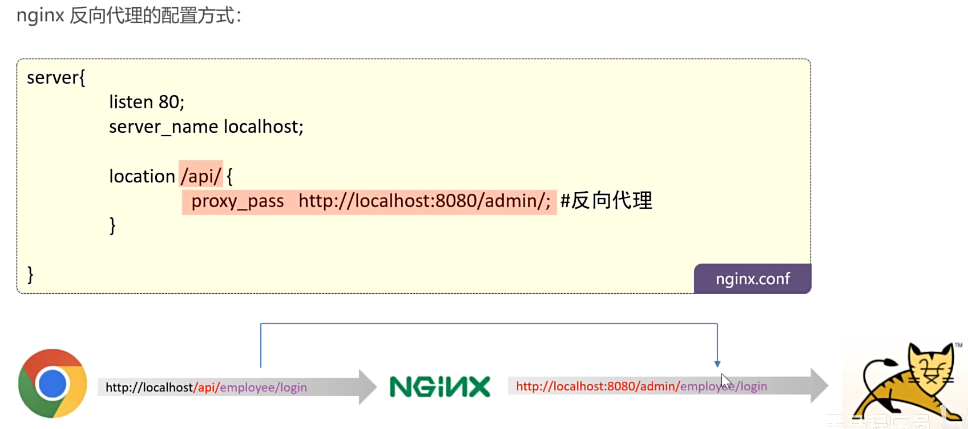 nginx 反向代理的配置方式：
server{
listen 80;
server_name localhost;
location /api/ {
proxy_pass http://localhost:8080/admin/; #反向代理
}
}
nginx.conf
http://localhost/api/employee/login
NGiNX
http://localhost:8080/admin/employee/login
TM